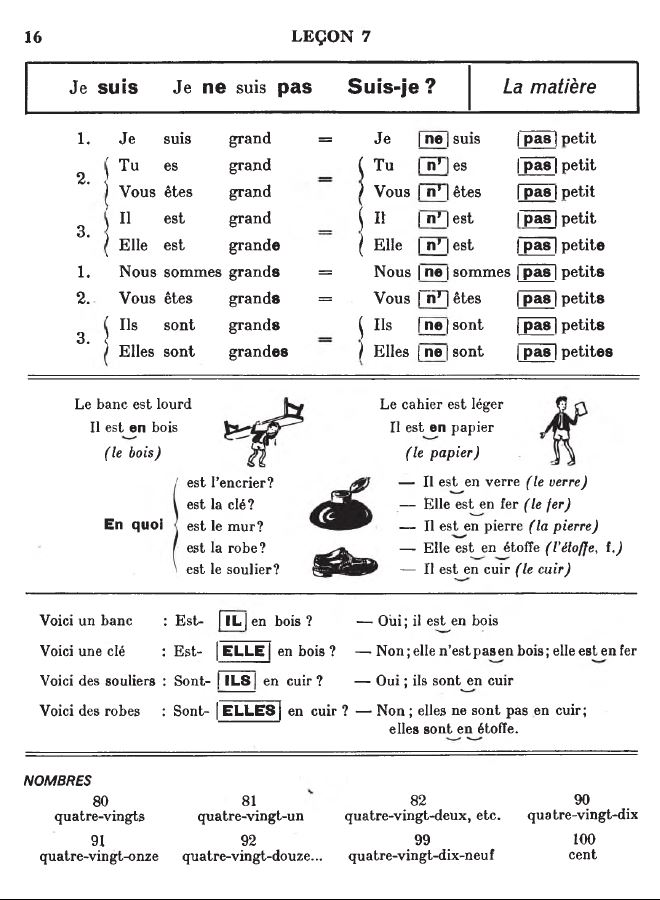 16 LEÇON 7
Je suis Je ne suis pas Suis-je ? La matière
1. Je suis grand = Je ne suis pas petit
2. Tu es grand = Tu n' es pas petit
Vous êtes grand Vous n' êtes pas petit
3. Il est grand = Il n' est pas petit
Elle est grande Elle n' est pas petite
1. Nous sommes grands = Nous ne sommes pas petits
2. Vous êtes grands = Vous n' êtes pas petits
3. Ils sont grands = Ils ne sont pas petits
Elles sont grandes Elles ne sont pas petites
Le banc est lourd
Il est en bois
(le bois)
Le cahier est léger
Il est en papier
(le papier)
En quoi
est l'encrier? — Il est en verre (le verre)
est la clé? — Elle est en fer (le fer)
est le mur? — Il est en pierre (la pierre)
est la robe? — Elle est en étoffe (l'étoffe, f.)
est le soulier? — Il est en cuir (le cuir)
Voici un banc : Est- IL en bois ? — Oui; il est en bois
Voici une clé : Est- ELLE en bois ? — Non; elle n'est pas en bois; elle est en fer
Voici des souliers : Sont- ILS en cuir ? — Oui ; ils sont en cuir
Voici des robes : Sont- ELLES en cuir ? — Non ; elles ne sont pas en cuir;
elles sont en étoffe.
NOMBRES
80 81 82 90
quatre-vingts quatre-vingt-un quatre-vingt-deux, etc. quatre-vingt-dix
91 92 99 100
quatre-vingt-onze quatre-vingt-douze... quatre-vingt-dix-neuf cent